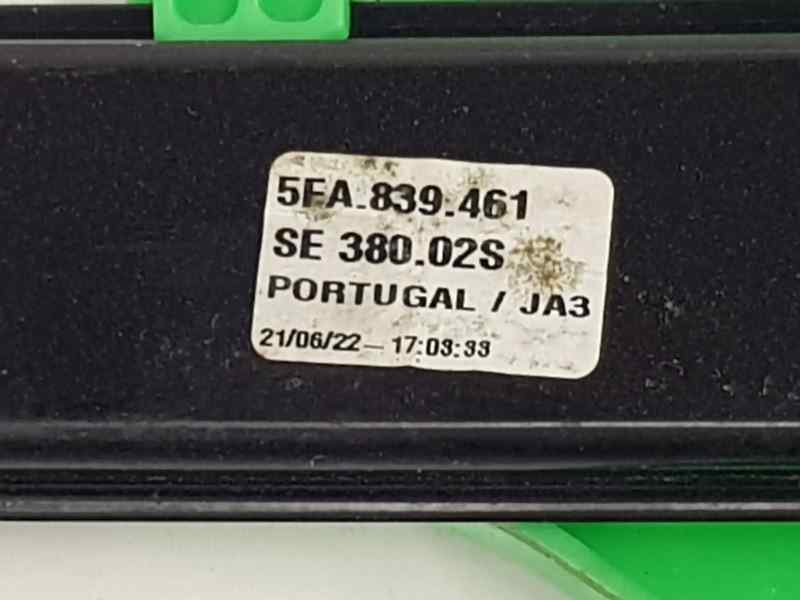 5FA.839.461
SE 380.02S
PORTUGAL / JA3
21/06/22 — 17:03:33